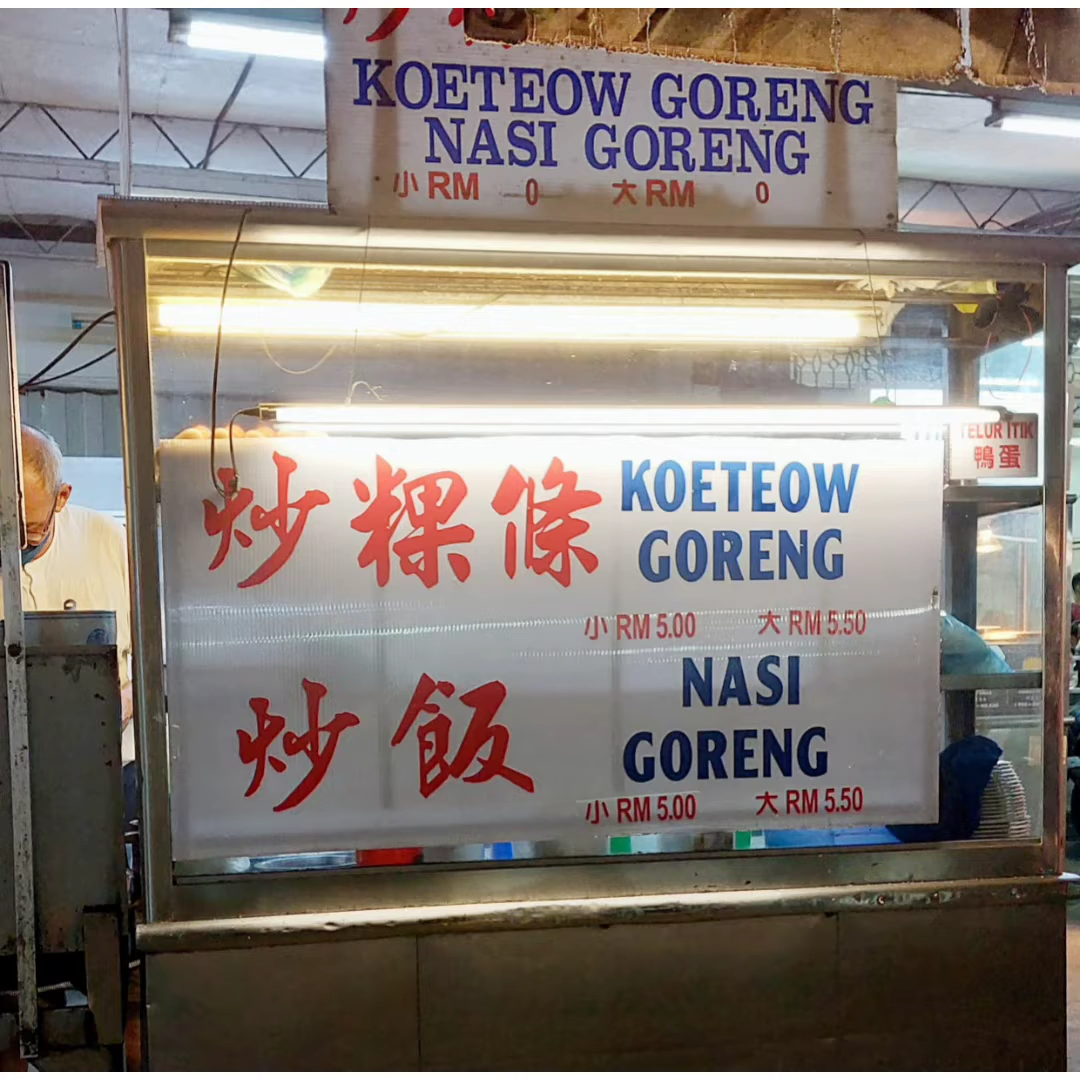 KOETEOW GORENG
NASI GORENG
小 RM 0 大 RM 0
TELUR ITIK
鴨蛋
炒粿條 KOETEOW
GORENG
小 RM 5.00 大 RM 5.50
炒飯 NASI
GORENG
小 RM 5.00 大 RM 5.50